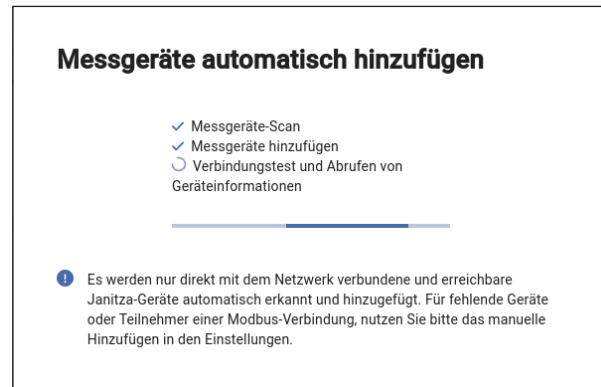 Messgeräte automatisch hinzufügen
Messgeräte-Scan
Messgeräte hinzufügen
Verbindungstest und Abrufen von
Geräteinformationen
Es werden nur direkt mit dem Netzwerk verbundene und erreichbare
Janitza-Geräte automatisch erkannt und hinzugefügt. Für fehlende Geräte
oder Teilnehmer einer Modbus-Verbindung, nutzen Sie bitte das manuelle
Hinzufügen in den Einstellungen.